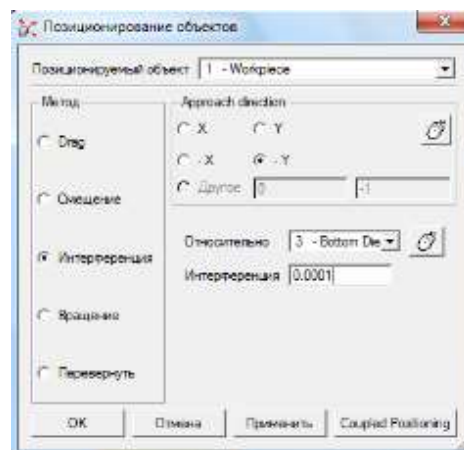 Позиционирование объектов
Позиционируемый объект 1 - Workpiece
Метод
Approach direction
Drag
X Y
-X -Y
Смещение
Другое 0 -1
Интерференция
Относительно 3 - Bottom Die
Интерференция 0.0001
Вращение
Перевернуть
OK Отмена Применить Coupled Positioning